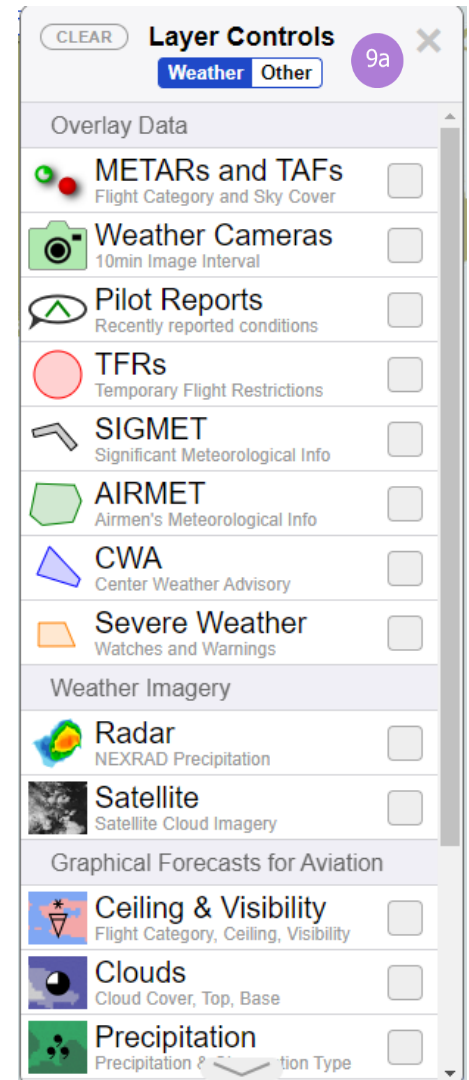 CLEAR Layer Controls
9a
Weather Other
Overlay Data
METARs and TAFs
Flight Category and Sky Cover
Weather Cameras
10min Image Interval
Pilot Reports
Recently reported conditions
TFRs
Temporary Flight Restrictions
SIGMET
Significant Meteorological Info
AIRMET
Airmen's Meteorological Info
CWA
Center Weather Advisory
Severe Weather
Watches and Warnings
Weather Imagery
Radar
NEXRAD Precipitation
Satellite
Satellite Cloud Imagery
Graphical Forecasts for Aviation
Ceiling & Visibility
Flight Category, Ceiling, Visibility
Clouds
Cloud Cover, Top, Base
Precipitation
Precipitation & Type